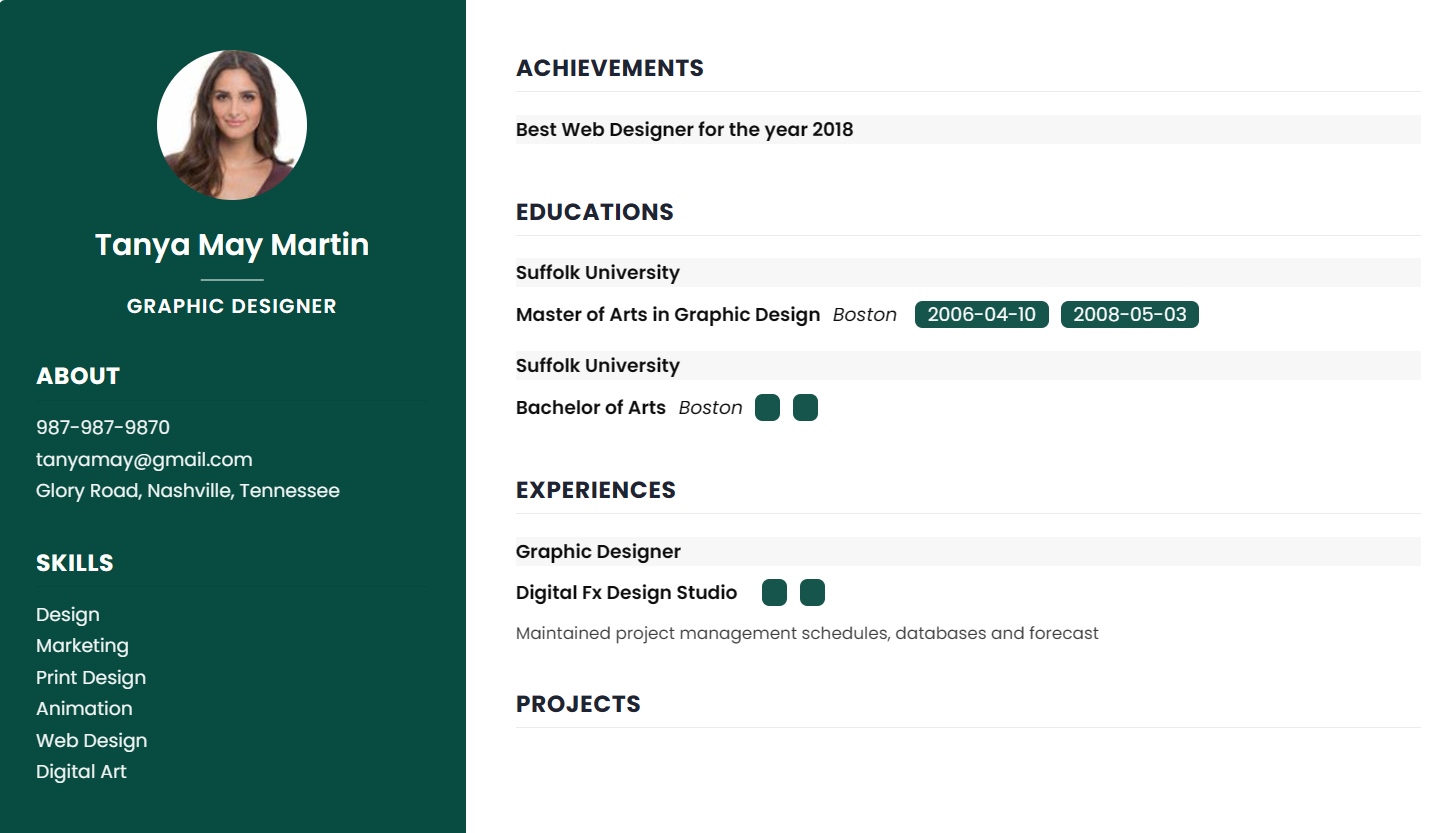 Tanya May Martin
GRAPHIC DESIGNER
ABOUT
987-987-9870
tanyamay@gmail.com
Glory Road, Nashville, Tennessee
SKILLS
Design
Marketing
Print Design
Animation
Web Design
Digital Art
ACHIEVEMENTS
Best Web Designer for the year 2018
EDUCATIONS
Suffolk University
Master of Arts in Graphic Design Boston 2006-04-10 2008-05-03
Suffolk University
Bachelor of Arts Boston
EXPERIENCES
Graphic Designer
Digital Fx Design Studio
Maintained project management schedules, databases and forecast
PROJECTS